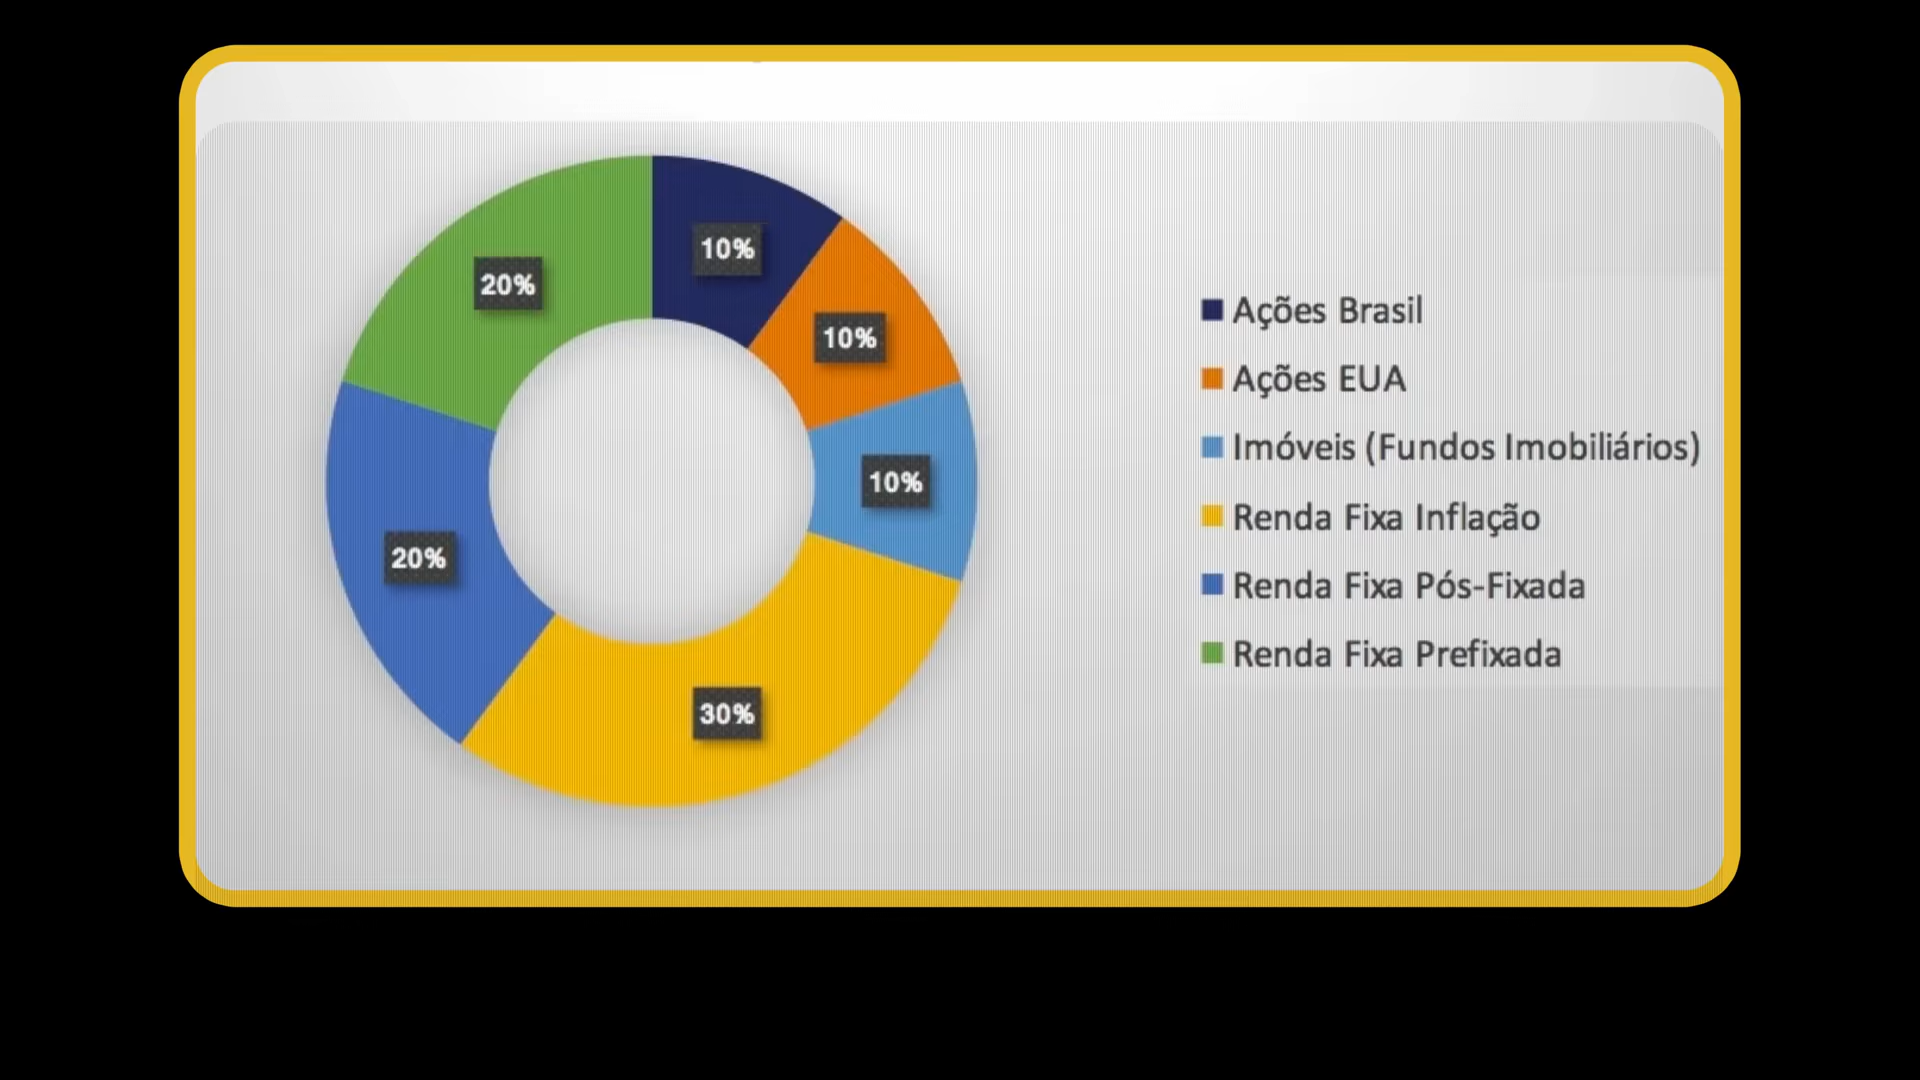 10%
20%
10%
10%
20%
30%
Ações Brasil
Ações EUA
Imóveis (Fundos Imobiliários)
Renda Fixa Inflação
Renda Fixa Pós-Fixada
Renda Fixa Prefixada